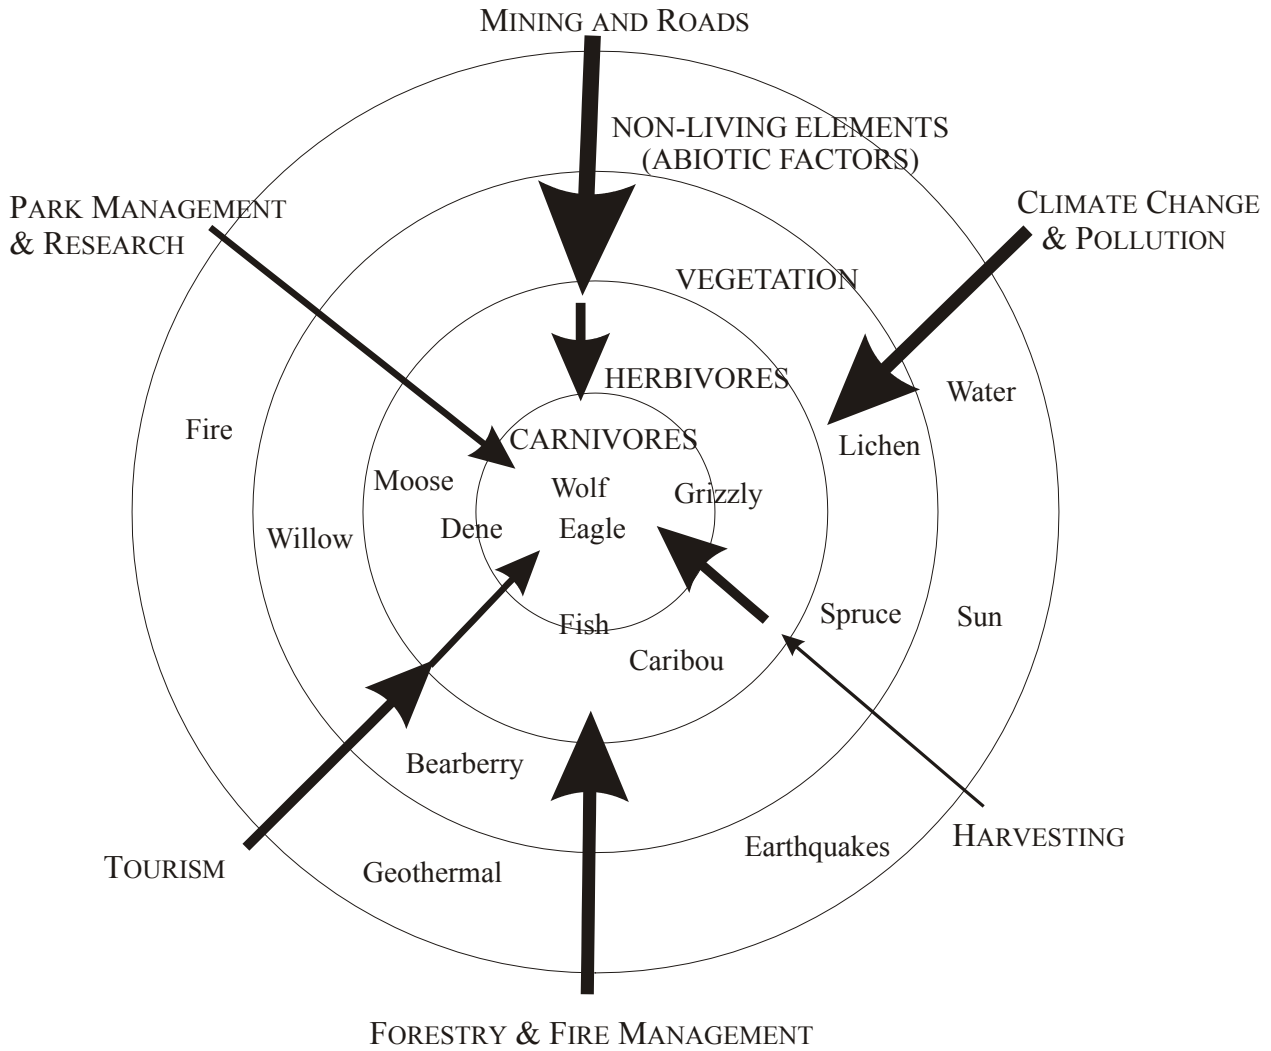 MINING AND ROADS
NON-LIVING ELEMENTS
(ABIOTIC FACTORS)
PARK MANAGEMENT
& RESEARCH
CLIMATE CHANGE
& POLLUTION
VEGETATION
HERBIVORES
Water
Fire
CARNIVORES
Lichen
Moose
Wolf
Grizzly
Willow
Dene
Eagle
Fish
Spruce
Sun
Caribou
Bearberry
Earthquakes
HARVESTING
TOURISM
Geothermal
FORESTRY & FIRE MANAGEMENT